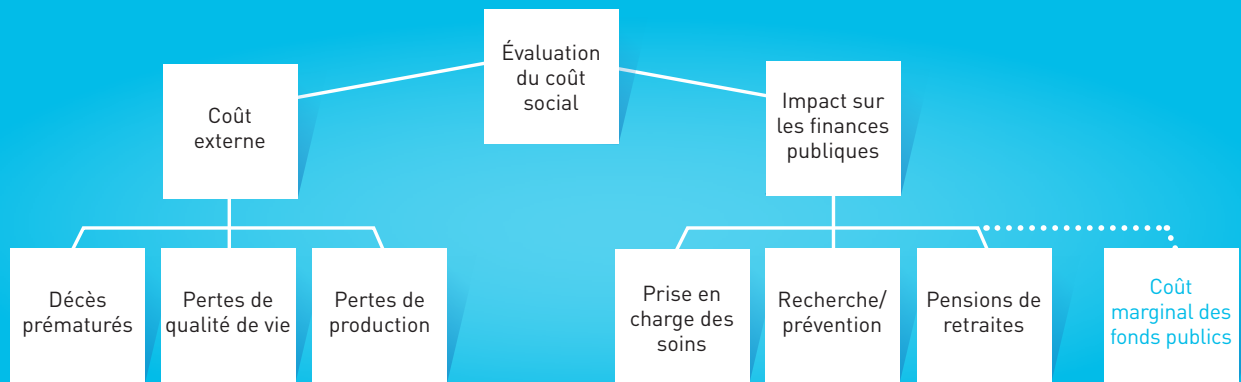 Évaluation
du coût
social
Coût
externe
Impact sur
les finances
publiques
Décès
prématurés
Pertes de
qualité de vie
Pertes de
production
Prise en
charge des
soins
Recherche/
prévention
Pensions de
retraites
Coût
marginal des
fonds publics